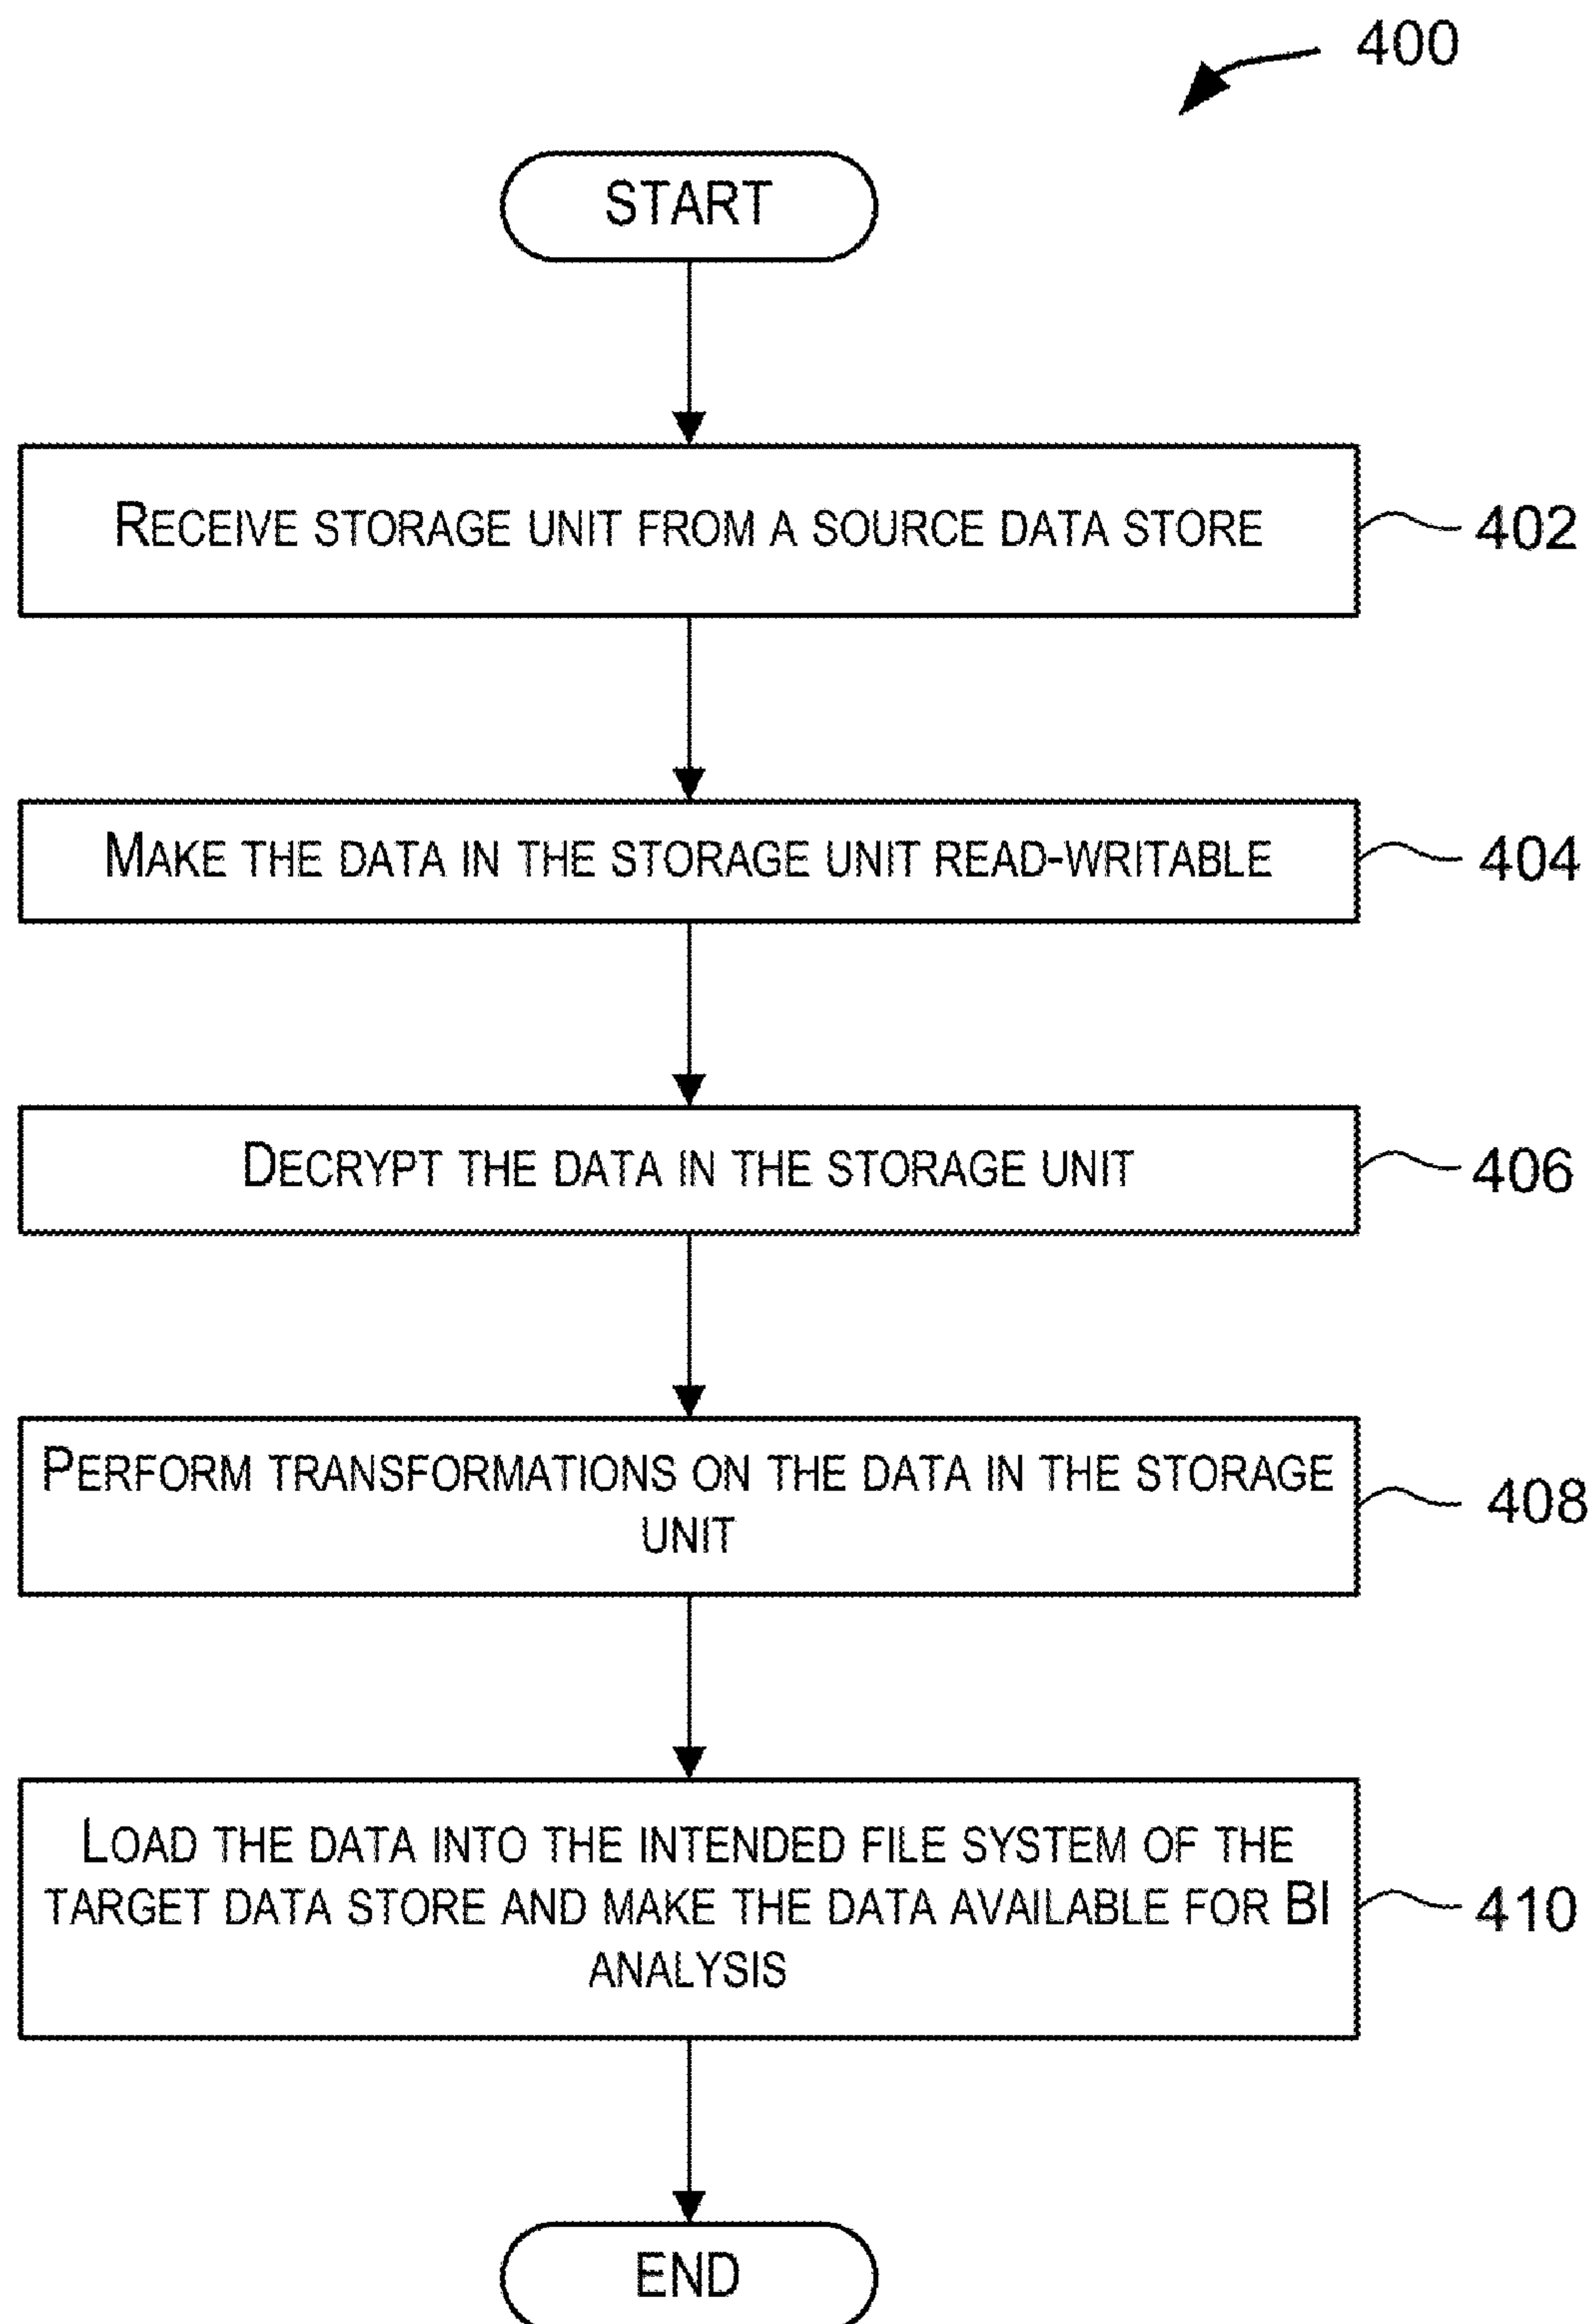 400
START
RECEIVE STORAGE UNIT FROM A SOURCE DATA STORE
402
MAKE THE DATA IN THE STORAGE UNIT READ-WRITABLE
404
DECRYPT THE DATA IN THE STORAGE UNIT
406
PERFORM TRANSFORMATIONS ON THE DATA IN THE STORAGE
UNIT
408
LOAD THE DATA INTO THE INTENDED FILE SYSTEM OF THE
TARGET DATA STORE AND MAKE THE DATA AVAILABLE FOR BI
ANALYSIS
410
END